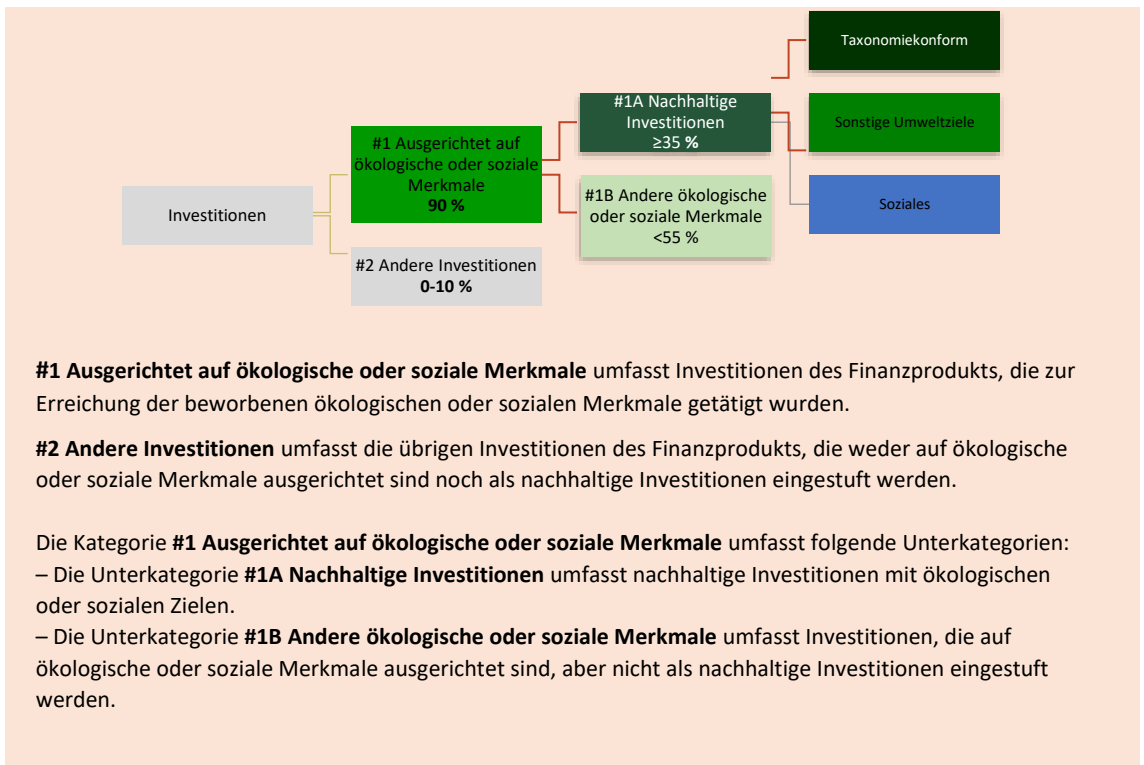 Taxonomiekonform
#1A Nachhaltige
Investitionen
≥35 %
Sonstige Umweltziele
#1 Ausgerichtet auf
ökologische oder soziale
Merkmale
90 %
#1B Andere ökologische
oder soziale Merkmale
<55 %
Soziales
Investitionen
#2 Andere Investitionen
0-10 %
#1 Ausgerichtet auf ökologische oder soziale Merkmale umfasst Investitionen des Finanzprodukts, die zur
Erreichung der beworbenen ökologischen oder sozialen Merkmale getätigt wurden.
#2 Andere Investitionen umfasst die übrigen Investitionen des Finanzprodukts, die weder auf ökologische
oder soziale Merkmale ausgerichtet sind noch als nachhaltige Investitionen eingestuft werden.
Die Kategorie #1 Ausgerichtet auf ökologische oder soziale Merkmale umfasst folgende Unterkategorien:
– Die Unterkategorie #1A Nachhaltige Investitionen umfasst nachhaltige Investitionen mit ökologischen
oder sozialen Zielen.
– Die Unterkategorie #1B Andere ökologische oder soziale Merkmale umfasst Investitionen, die auf
ökologische oder soziale Merkmale ausgerichtet sind, aber nicht als nachhaltige Investitionen eingestuft
werden.